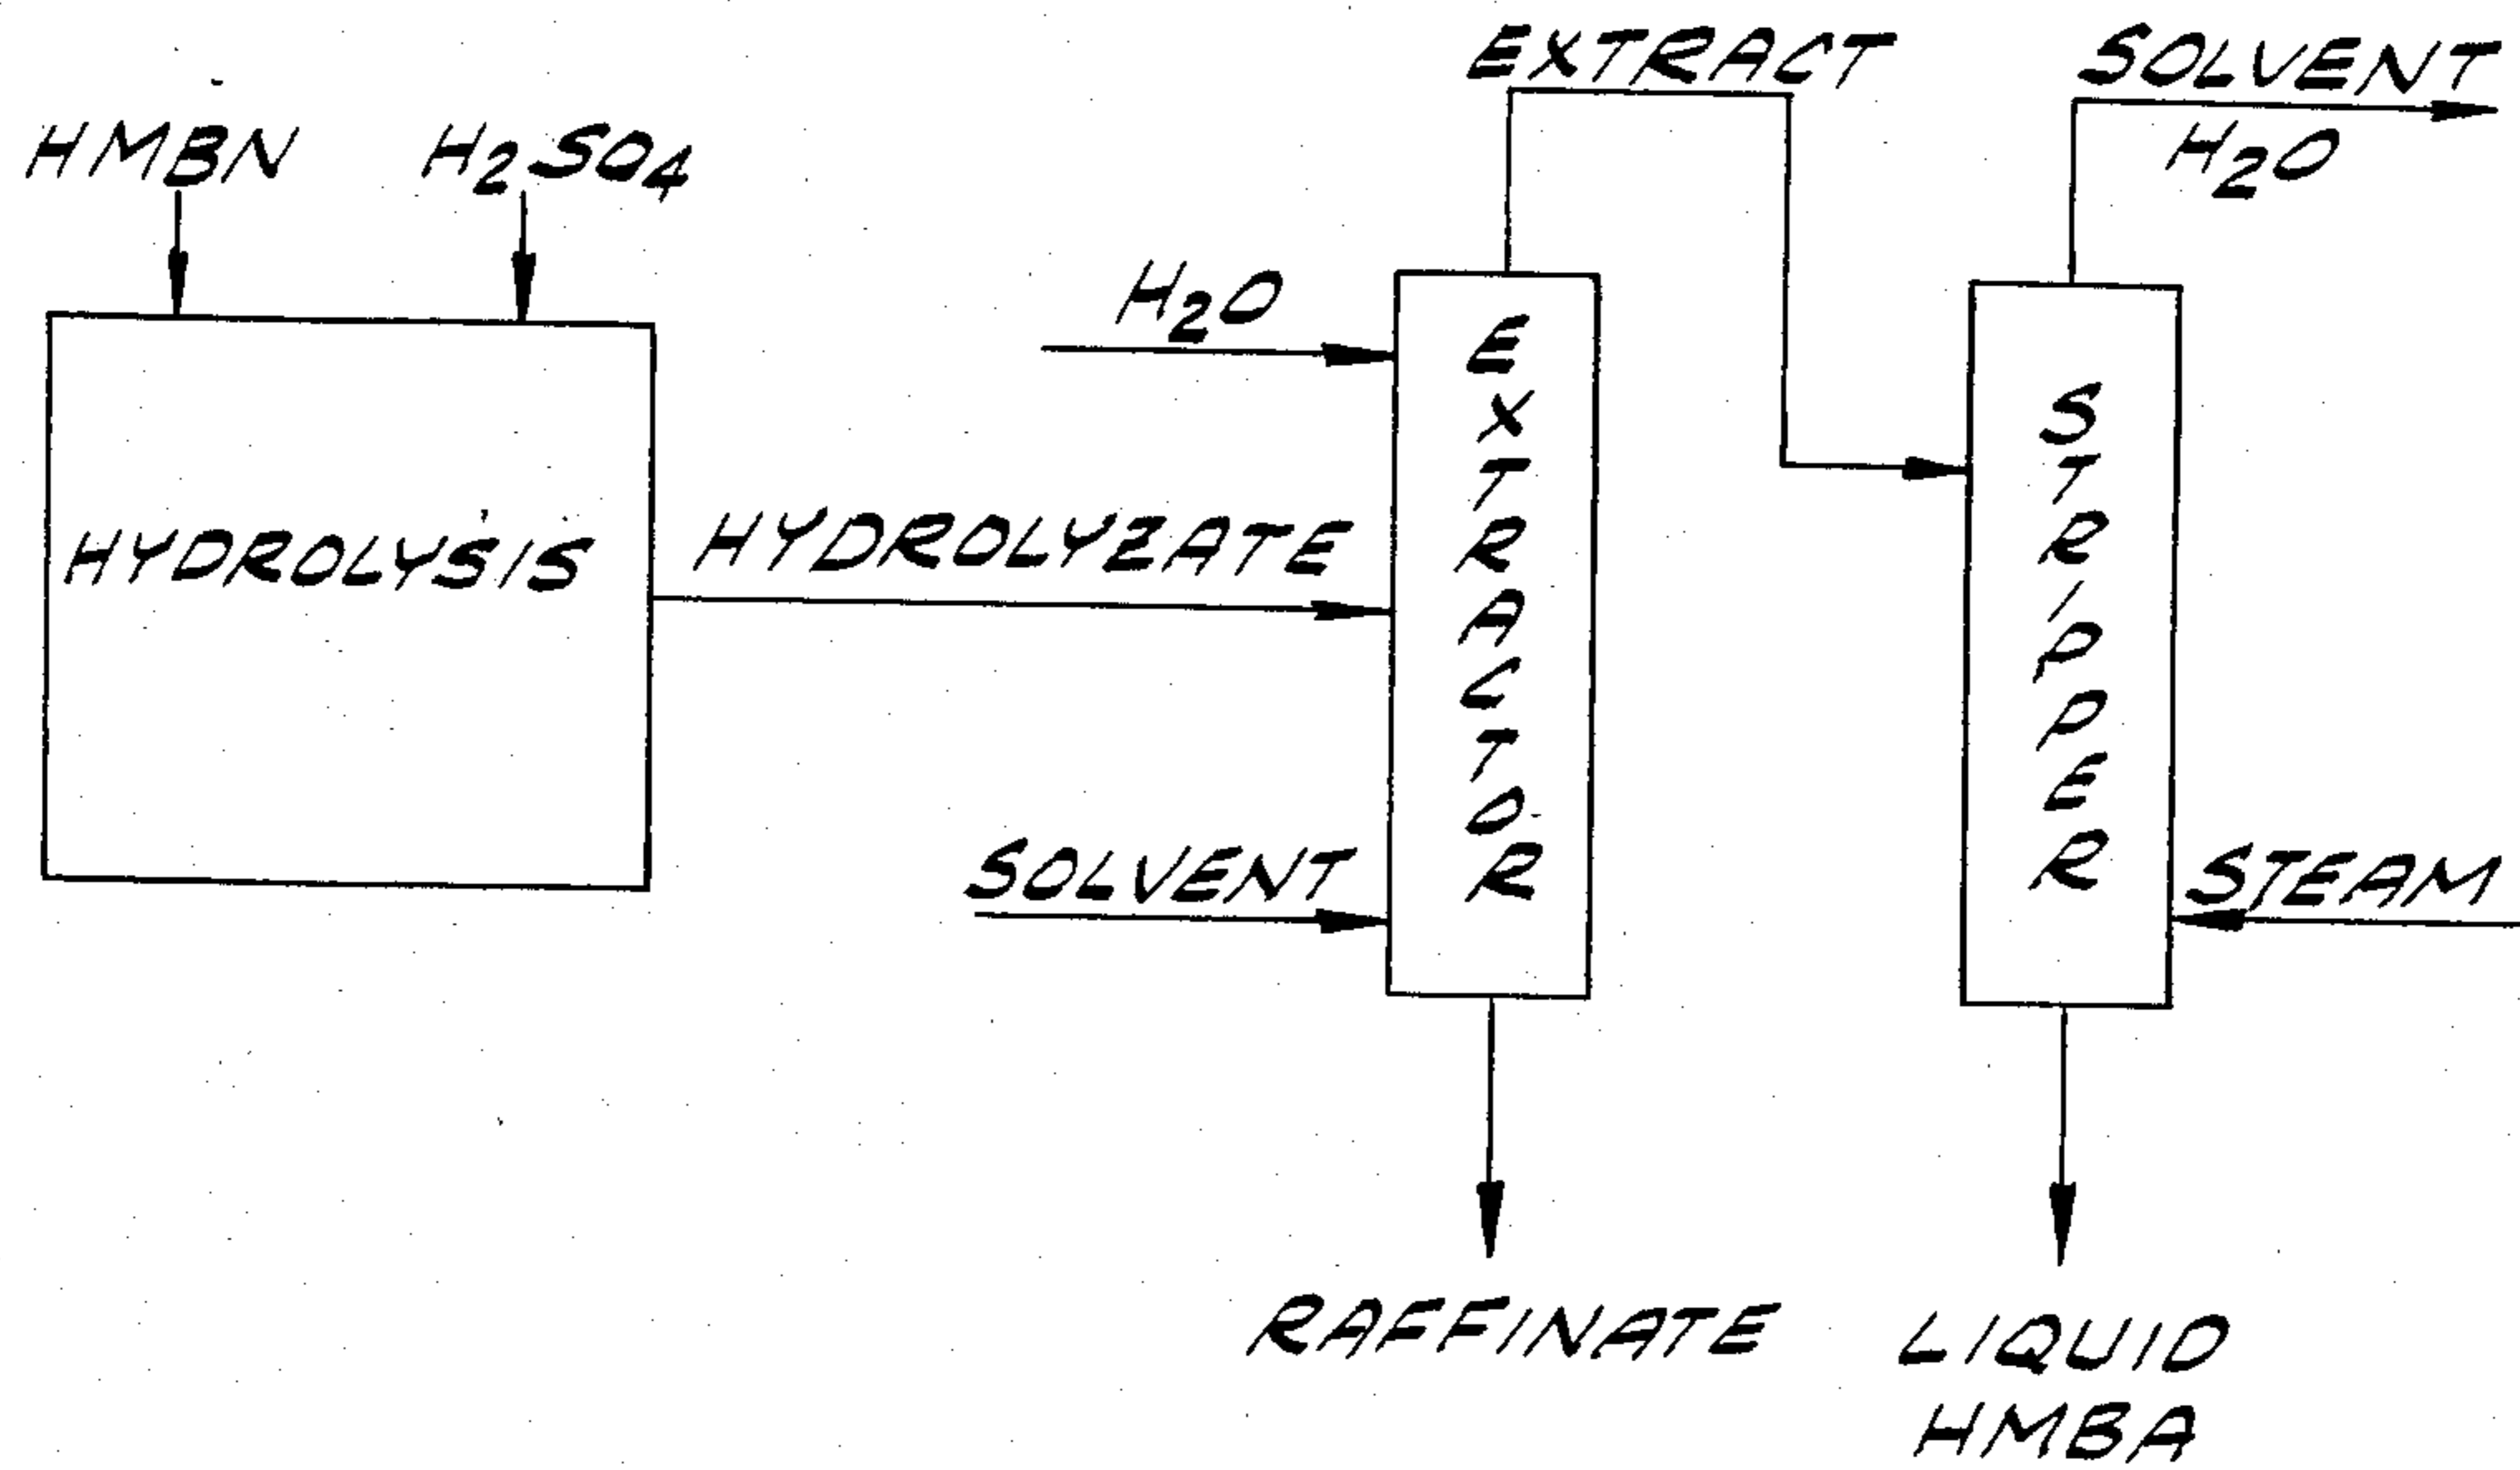 EXTRACT
SOLVENT
H2O
HMBN
H2SO4
H2O
HYDROLYSIS
HYDROLYZATE
SOLVENT
EXTRACTOR
STRIPPER
STEAM
RAFFINATE
LIQUID
HMBA